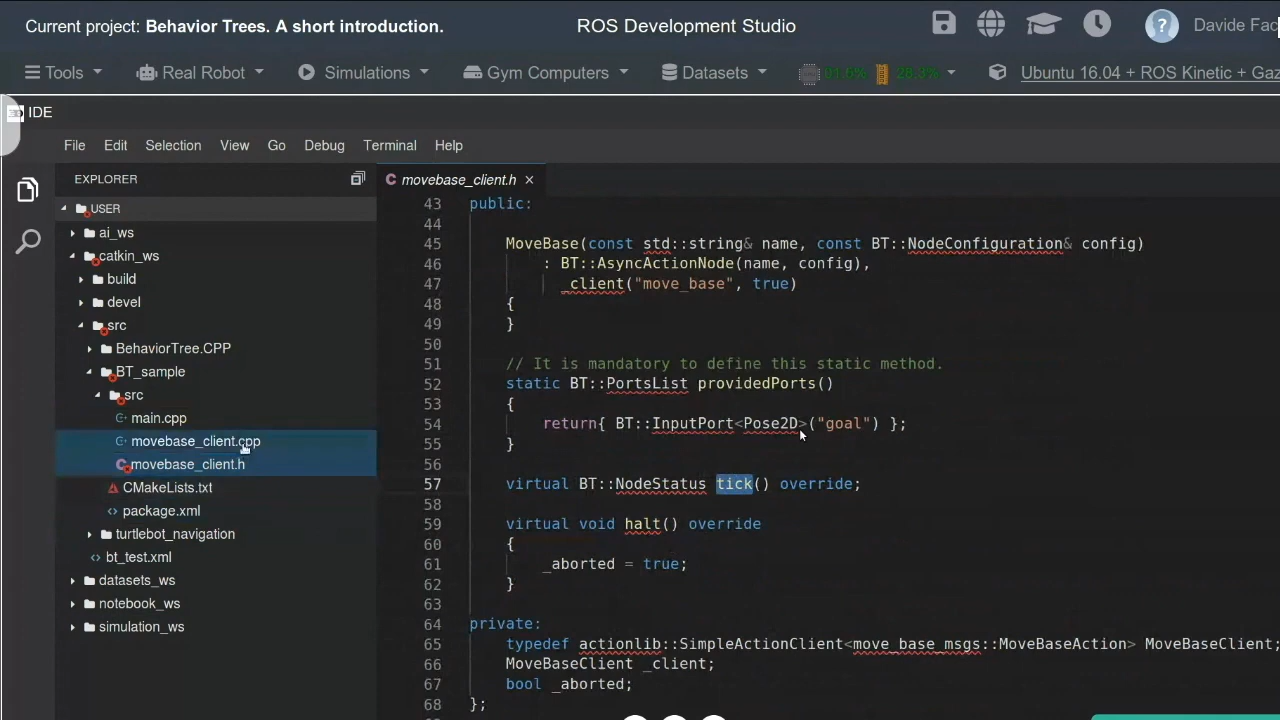 Current project: Behavior Trees. A short introduction.
ROS Development Studio
? Davide Fac
Tools
Real Robot
Simulations
Gym Computers
Datasets
Ubuntu 16.04 + ROS Kinetic + Gaz
IDE
File Edit Selection View Go Debug Terminal Help
EXPLORER
USER
ai_ws
catkin_ws
build
devel
src
BehaviorTree.CPP
BT_sample
src
main.cpp
movebase_client.cpp
movebase_client.h
CMakeLists.txt
package.xml
turtlebot_navigation
bt_test.xml
datasets_ws
notebook_ws
simulation_ws
movebase_client.h
43 public:
44
45 MoveBase(const std::string& name, const BT::NodeConfiguration& config)
46 : BT::AsyncActionNode(name, config),
47 _client("move_base", true)
48 {
49 }
50
51 // It is mandatory to define this static method.
52 static BT::PortsList providedPorts()
53 {
54 return{ BT::InputPort<Pose2D>("goal") };
55 }
56
57 virtual BT::NodeStatus tick() override;
58
59 virtual void halt() override
60 {
61 _aborted = true;
62 }
63
64 private:
65 typedef actionlib::SimpleActionClient<move_base_msgs::MoveBaseAction> MoveBaseClient;
66 MoveBaseClient _client;
67 bool _aborted;
68 };